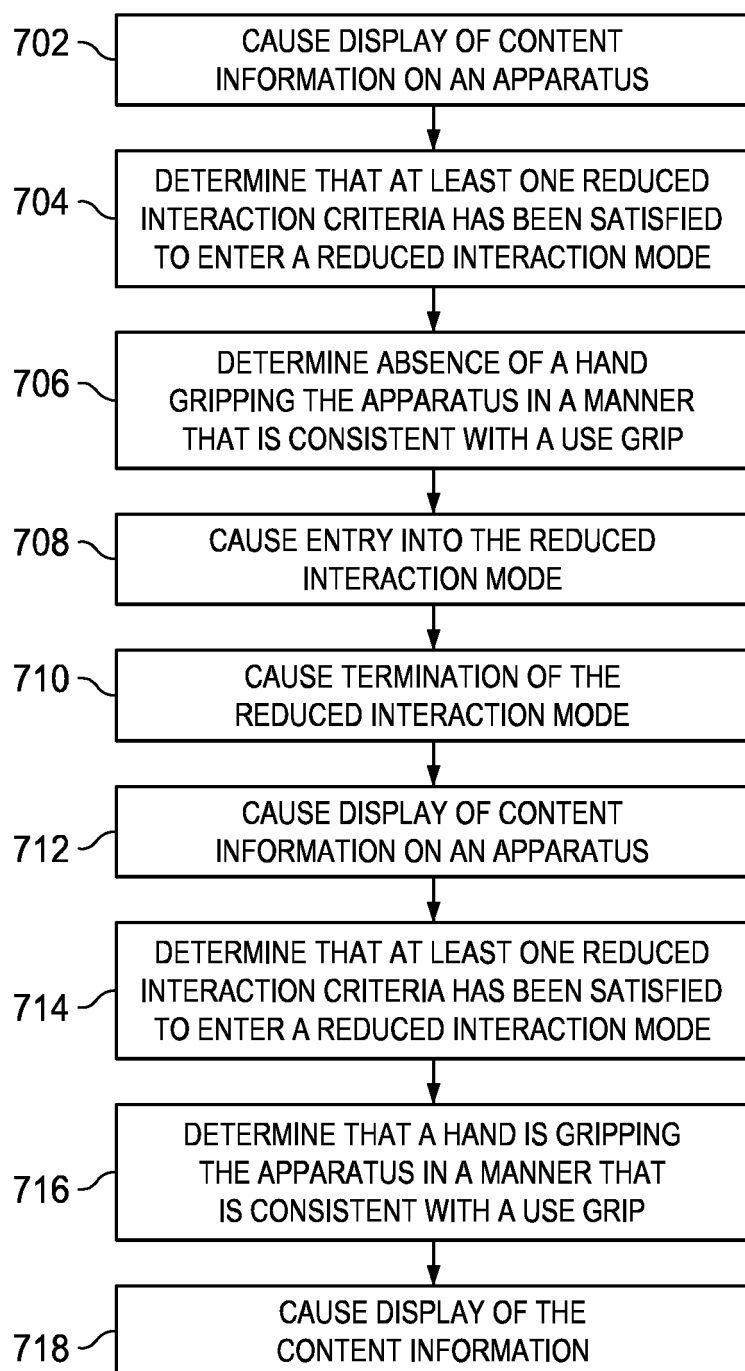 702
CAUSE DISPLAY OF CONTENT
INFORMATION ON AN APPARATUS
704
DETERMINE THAT AT LEAST ONE REDUCED
INTERACTION CRITERIA HAS BEEN SATISFIED
TO ENTER A REDUCED INTERACTION MODE
706
DETERMINE ABSENCE OF A HAND
GRIPPING THE APPARATUS IN A MANNER
THAT IS CONSISTENT WITH A USE GRIP
708
CAUSE ENTRY INTO THE REDUCED
INTERACTION MODE
710
CAUSE TERMINATION OF THE
REDUCED INTERACTION MODE
712
CAUSE DISPLAY OF CONTENT
INFORMATION ON AN APPARATUS
714
DETERMINE THAT AT LEAST ONE REDUCED
INTERACTION CRITERIA HAS BEEN SATISFIED
TO ENTER A REDUCED INTERACTION MODE
716
DETERMINE THAT A HAND IS GRIPPING
THE APPARATUS IN A MANNER THAT
IS CONSISTENT WITH A USE GRIP
718
CAUSE DISPLAY OF THE
CONTENT INFORMATION